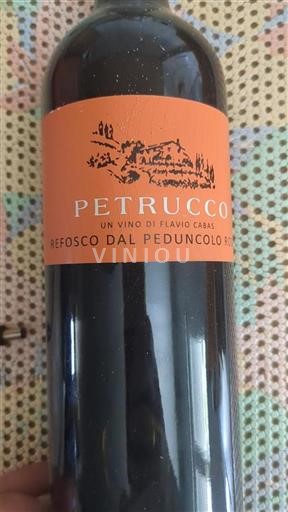 PETRUCCO
UN VINO DI FLAVIO CABAS
REFOSCO DAL PEDUNCOLO
VINIOU